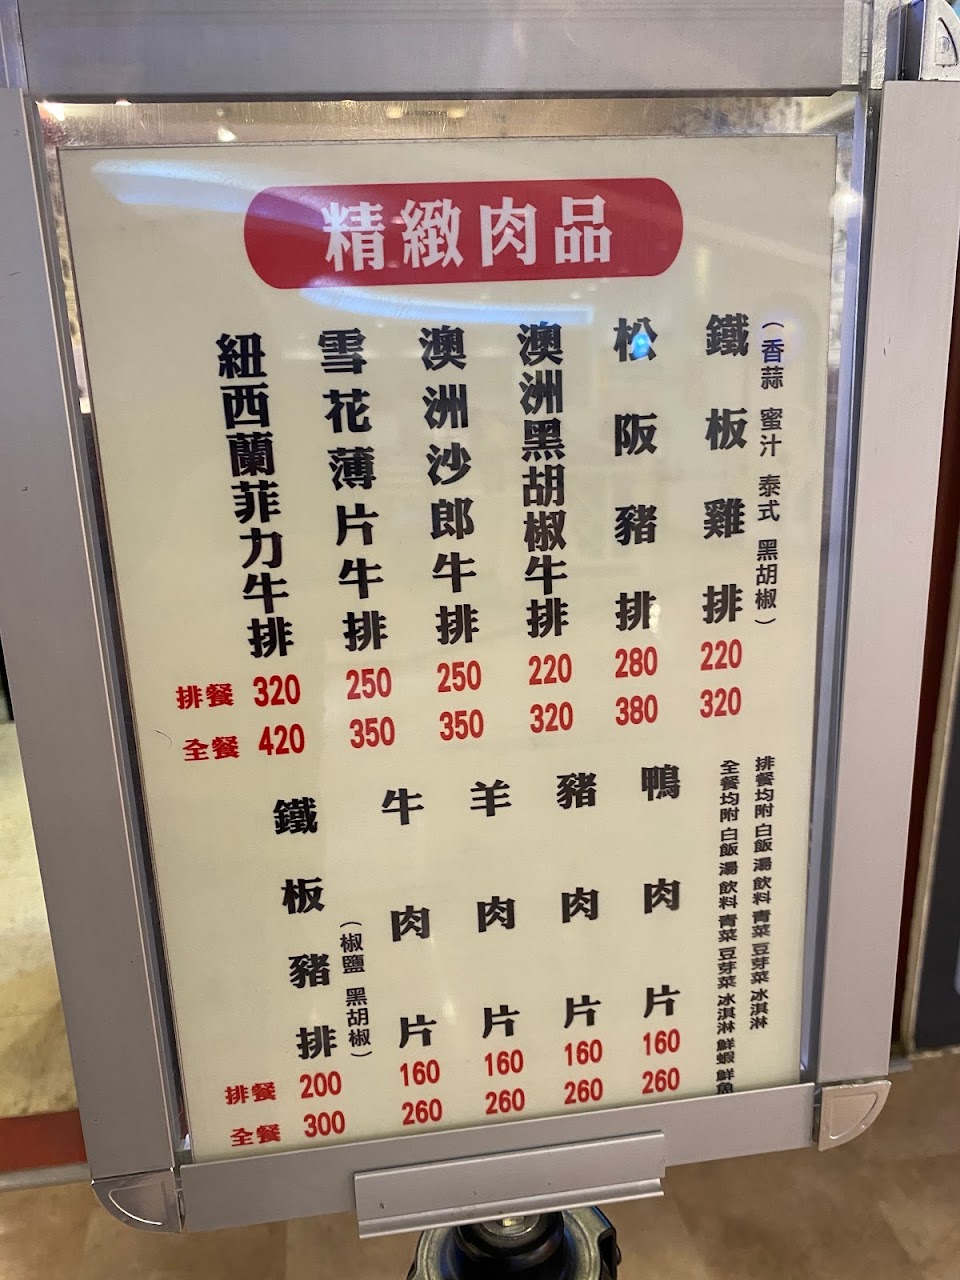 精緻肉品
（香蒜 蜜汁 泰式 黑胡椒）
鐵板雞排 220 320
松阪豬排 280 380
澳洲黑胡椒牛排 220 320
澳洲沙郎牛排 250 350
雪花薄片牛排 250 350
紐西蘭菲力牛排 320 420
排餐
全餐
排餐均附 白飯 湯 飲料 青菜 豆芽菜 冰淇淋
全餐均附 白飯 湯 飲料 青菜 豆芽菜 冰淇淋 鮮蝦 鮮魚
鴨肉片 160 260
豬肉片 160 260
羊肉片 160 260
牛肉片 160 260
（椒鹽 黑胡椒）
鐵板豬排 200 300
排餐
全餐